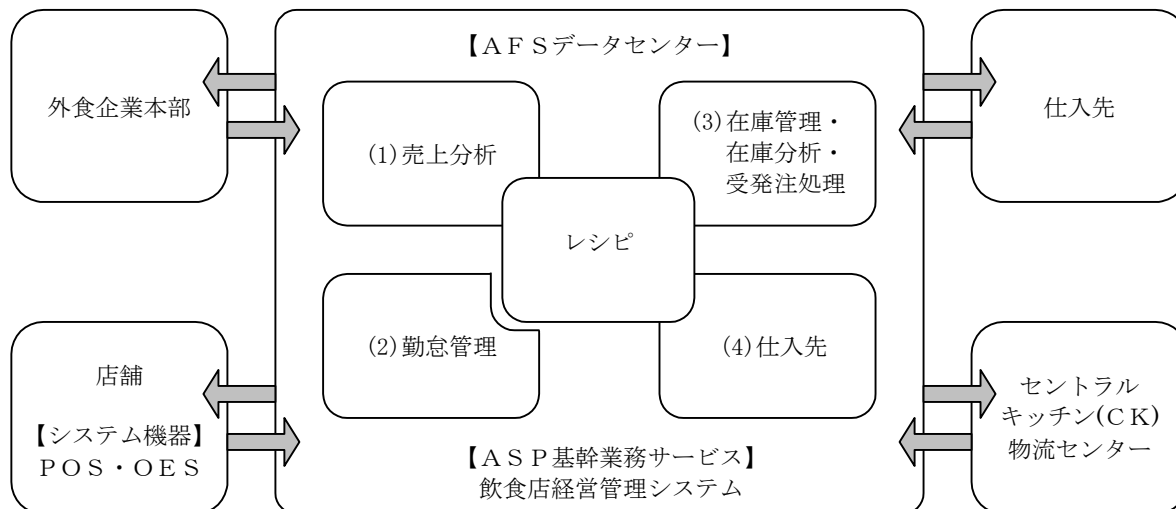 【ＡＦＳデータセンター】
外食企業本部
(1)売上分析
(3)在庫管理・
在庫分析・
受発注処理
仕入先
レシピ
(2)勤怠管理
(4)仕入先
店舗
【システム機器】
ＰＯＳ・ＯＥＳ
【ＡＳＰ基幹業務サービス】
飲食店経営管理システム
セントラル
キッチン(ＣＫ)
物流センター